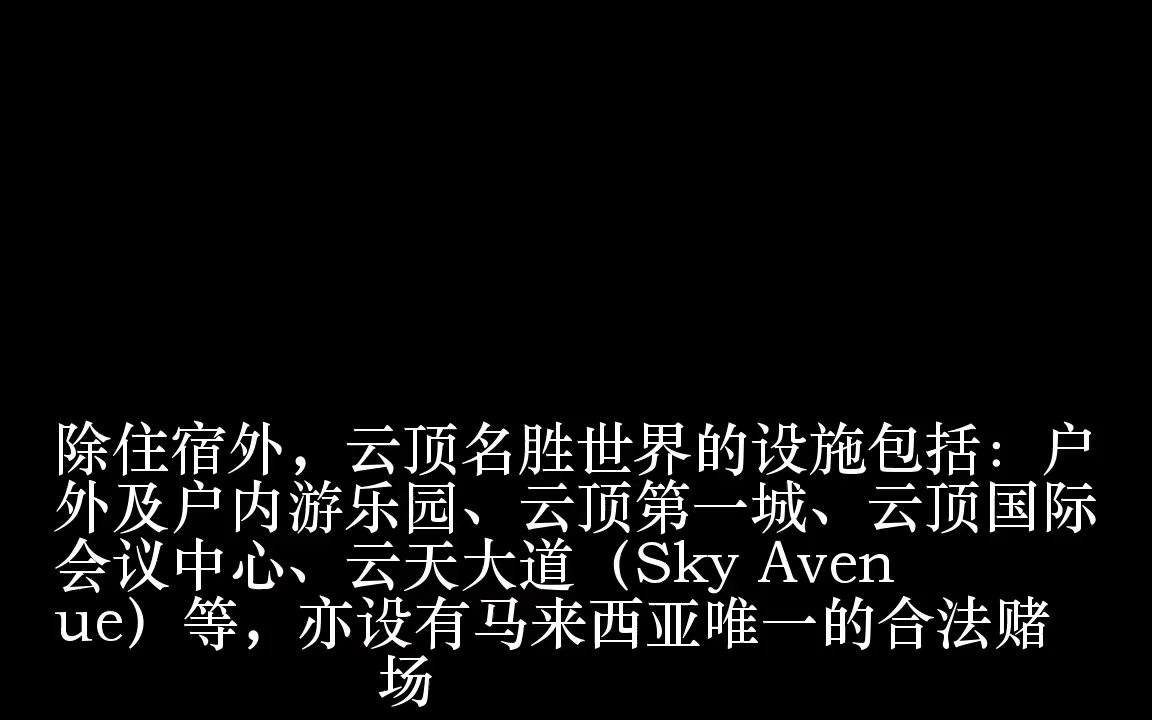 除住宿外，云顶名胜世界的设施包括：户
外及户内游乐园、云顶第一城、云顶国际
会议中心、云天大道（Sky Aven
ue）等，亦设有马来西亚唯一的合法赌
场